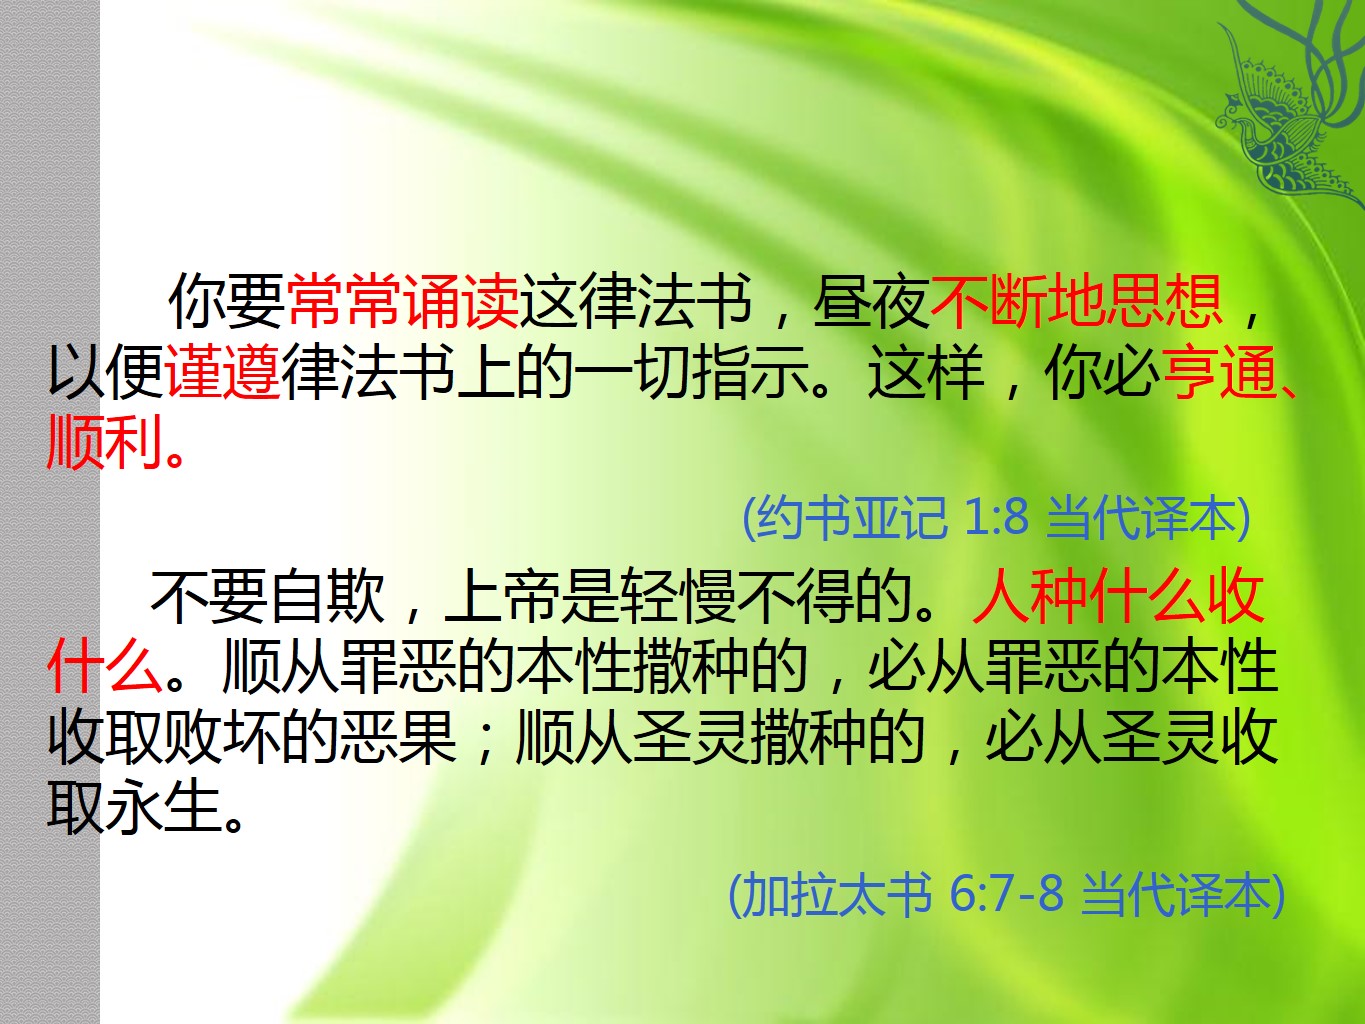 你要常常诵读这律法书，昼夜不断地思想，
以便谨遵律法书上的一切指示。这样，你必亨通、
顺利。
(约书亚记 1:8 当代译本)
不要自欺，上帝是轻慢不得的。人种什么收
什么。顺从罪恶的本性撒种的，必从罪恶的本性
收取败坏的恶果；顺从圣灵撒种的，必从圣灵收
取永生。
(加拉太书 6:7-8 当代译本)